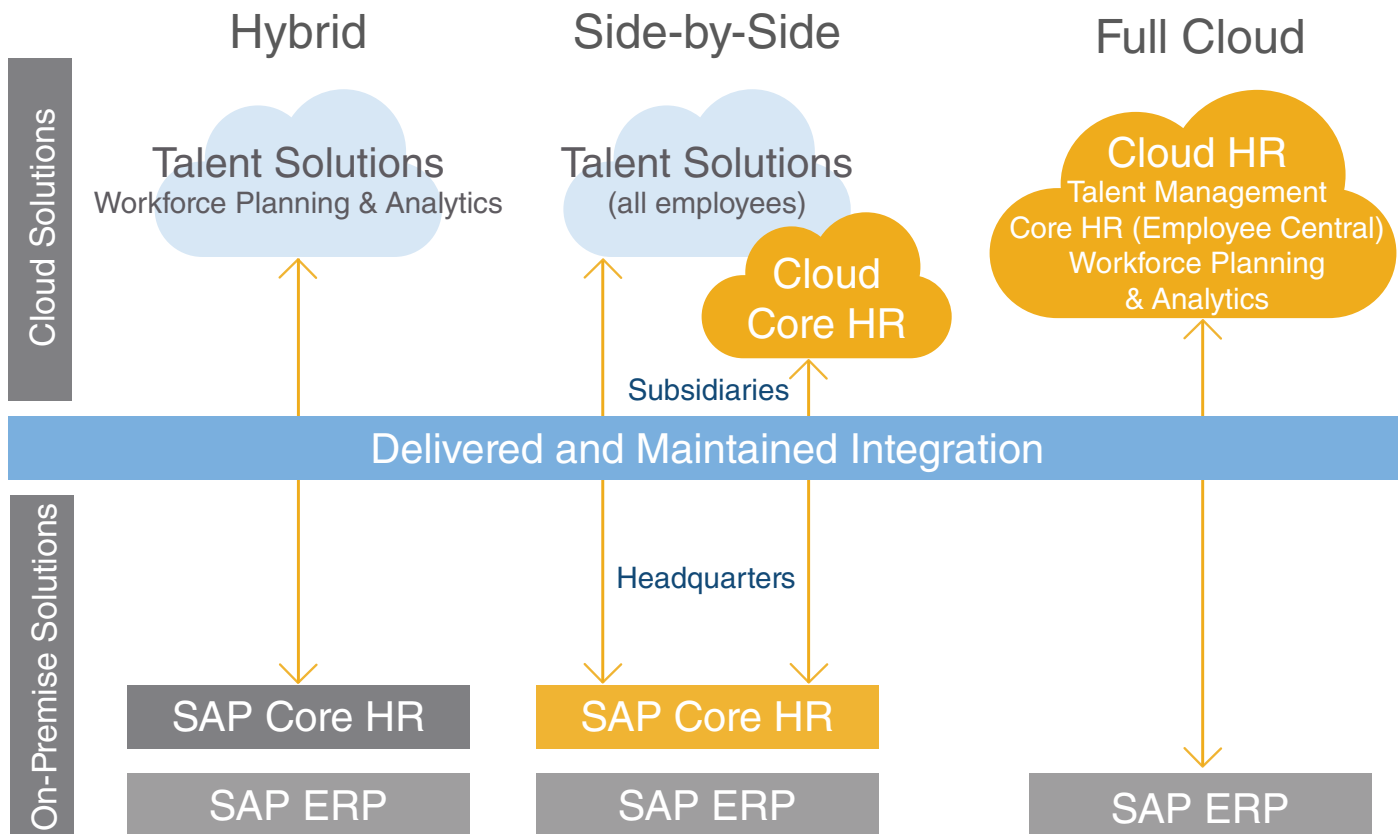 Hybrid
Side-by-Side
Full Cloud
Cloud Solutions
Talent Solutions
Workforce Planning & Analytics
Talent Solutions
(all employees)
Cloud
Core HR
Cloud HR
Talent Management
Core HR (Employee Central)
Workforce Planning
& Analytics
Subsidiaries
Delivered and Maintained Integration
On-Premise Solutions
Headquarters
SAP Core HR
SAP Core HR
SAP ERP
SAP ERP
SAP ERP